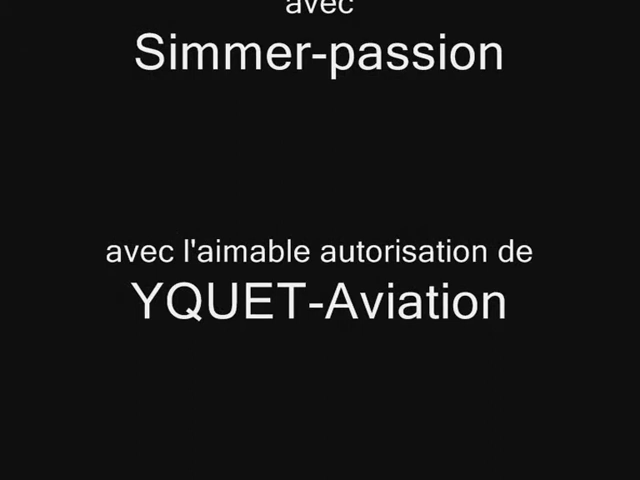 avec
Simmer-passion
avec l'aimable autorisation de
YQUET-Aviation